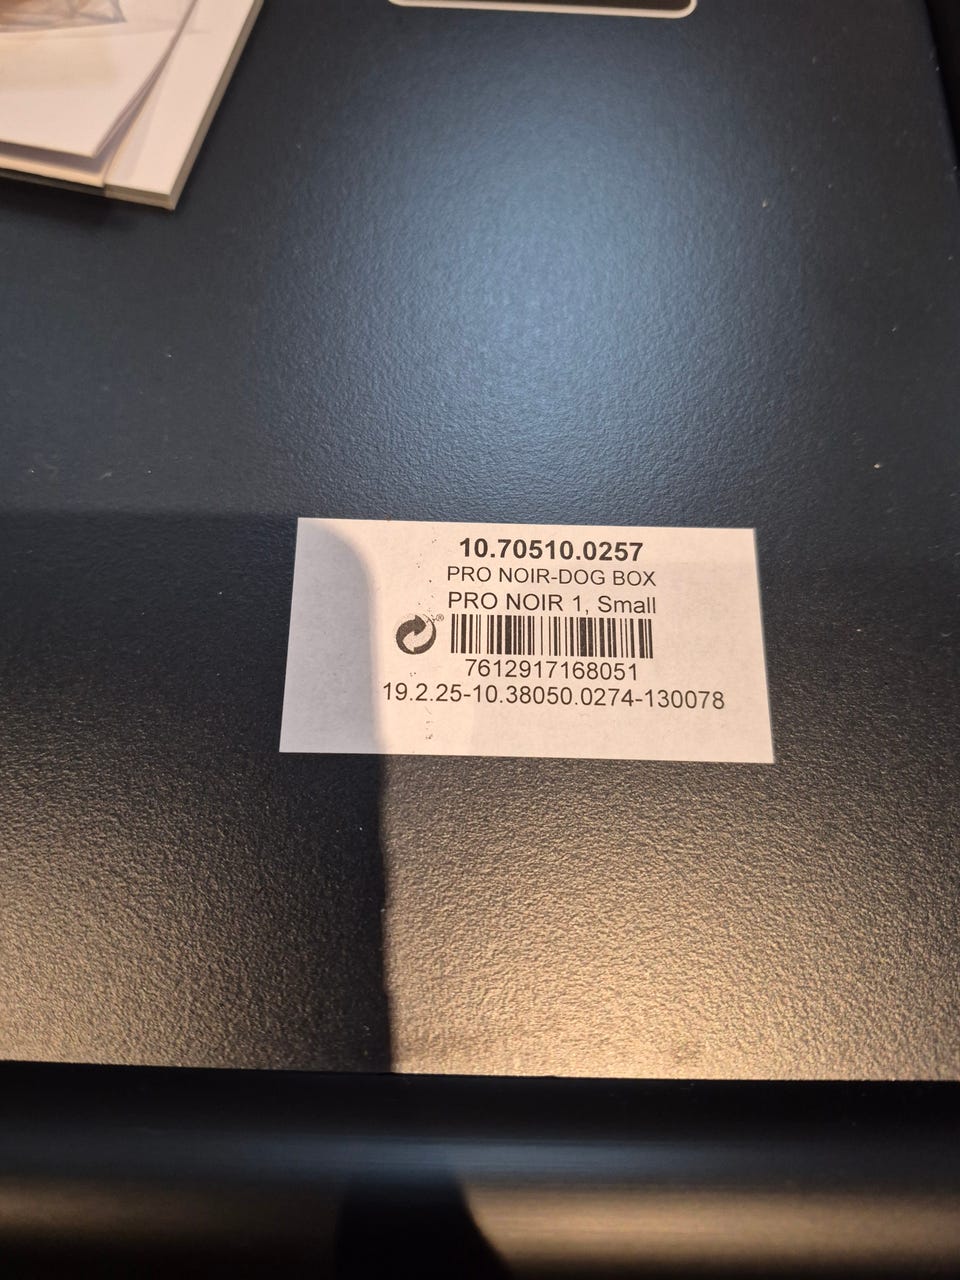 10.70510.0257
PRO NOIR-DOG BOX
PRO NOIR 1, Small
®
7612917168051
19.2.25-10.38050.0274-130078